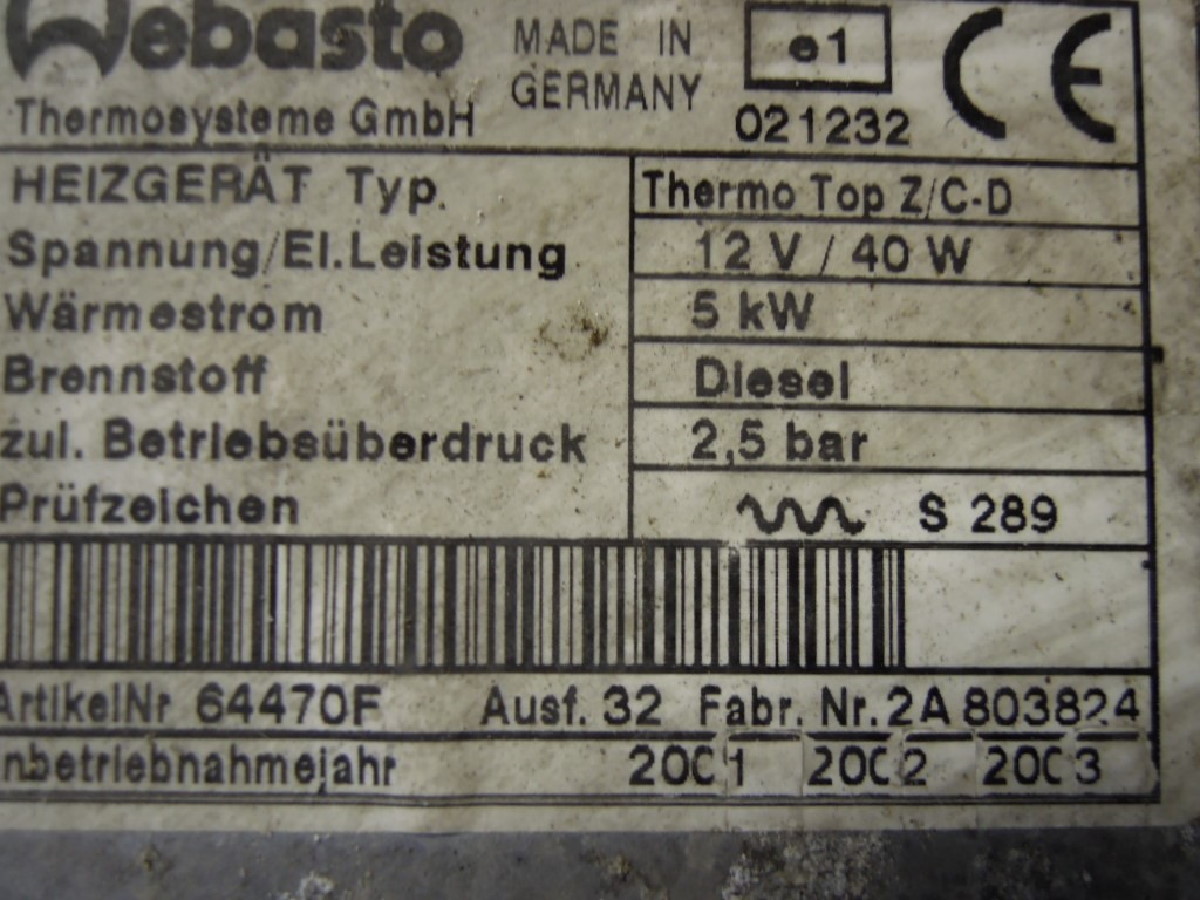 Webasto
MADE IN GERMANY
e1
CE
Thermosysteme GmbH
021232
HEIZGERÄT Typ. Thermo Top Z/C-D
Spannung/El.Leistung 12 V / 40 W
Wärmestrom 5 kW
Brennstoff Diesel
zul. Betriebsüberdruck 2,5 bar
Prüfzeichen S 289
ArtikelNr 64470F Ausf. 32 Fabr. Nr. 2A 803824
nbetriebnahmejahr 2001 2002 2003